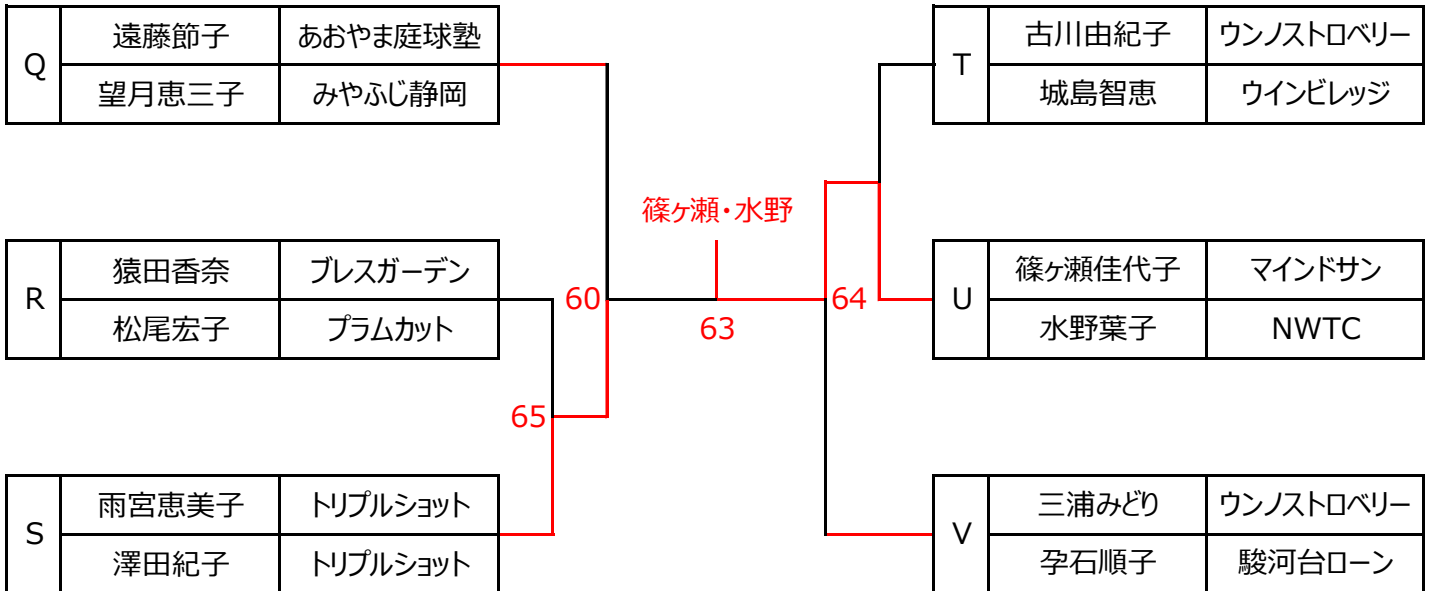 Q 遠藤節子 あおやま庭球塾
望月恵三子 みやふじ静岡
R 猿田香奈 ブレスガーデン
松尾宏子 プラムカット
S 雨宮恵美子 トリプルショット
澤田紀子 トリプルショット
60
65
篠ヶ瀬・水野
63
64
T 古川由紀子 ウンノストロベリー
城島智恵 ウインビレッジ
U 篠ヶ瀬佳代子 マインドサン
水野葉子 NWTC
V 三浦みどり ウンノストロベリー
孕石順子 駿河台ローン